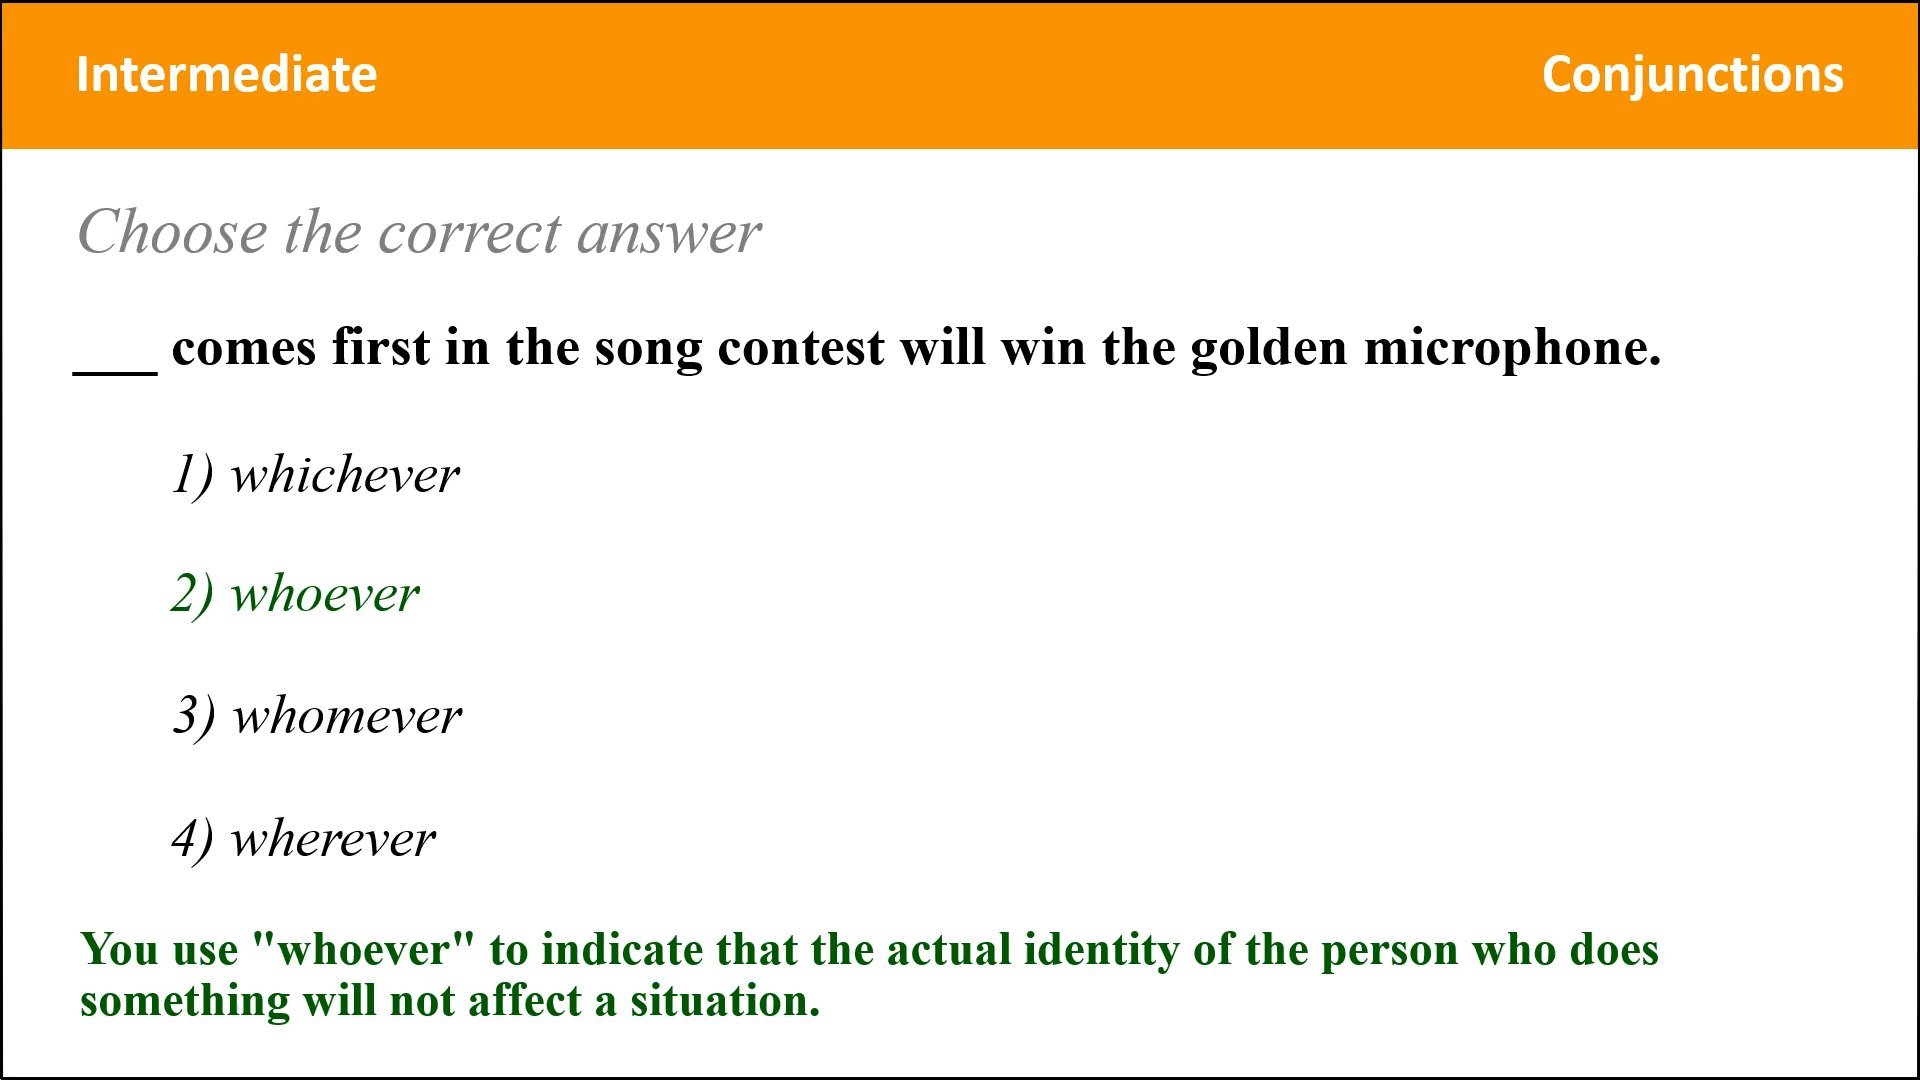 Intermediate
Conjunctions
Choose the correct answer
___ comes first in the song contest will win the golden microphone.
1) whichever
2) whoever
3) whomever
4) wherever
You use "whoever" to indicate that the actual identity of the person who does
something will not affect a situation.